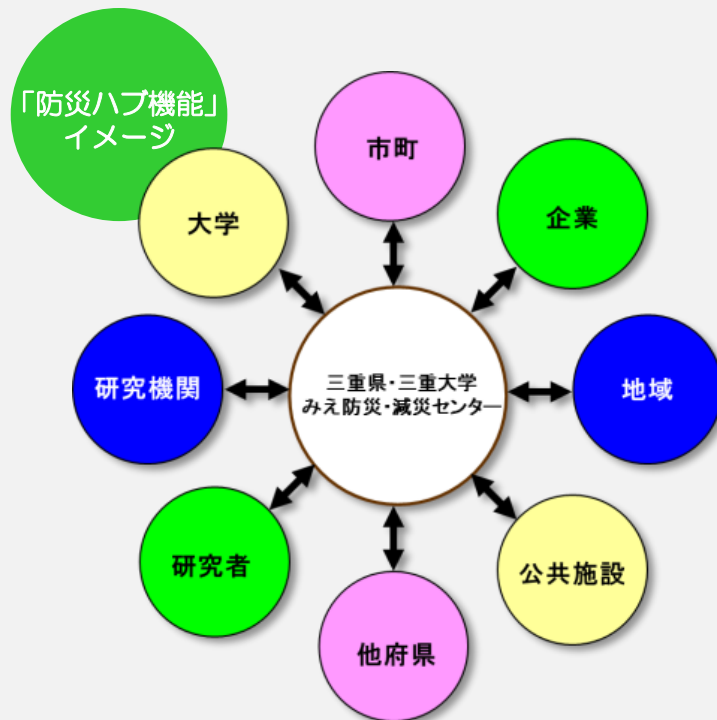 「防災ハブ機能」
イメージ
市町
大学
企業
研究機関
三重県・三重大学
みえ防災・減災センター
地域
研究者
公共施設
他府県